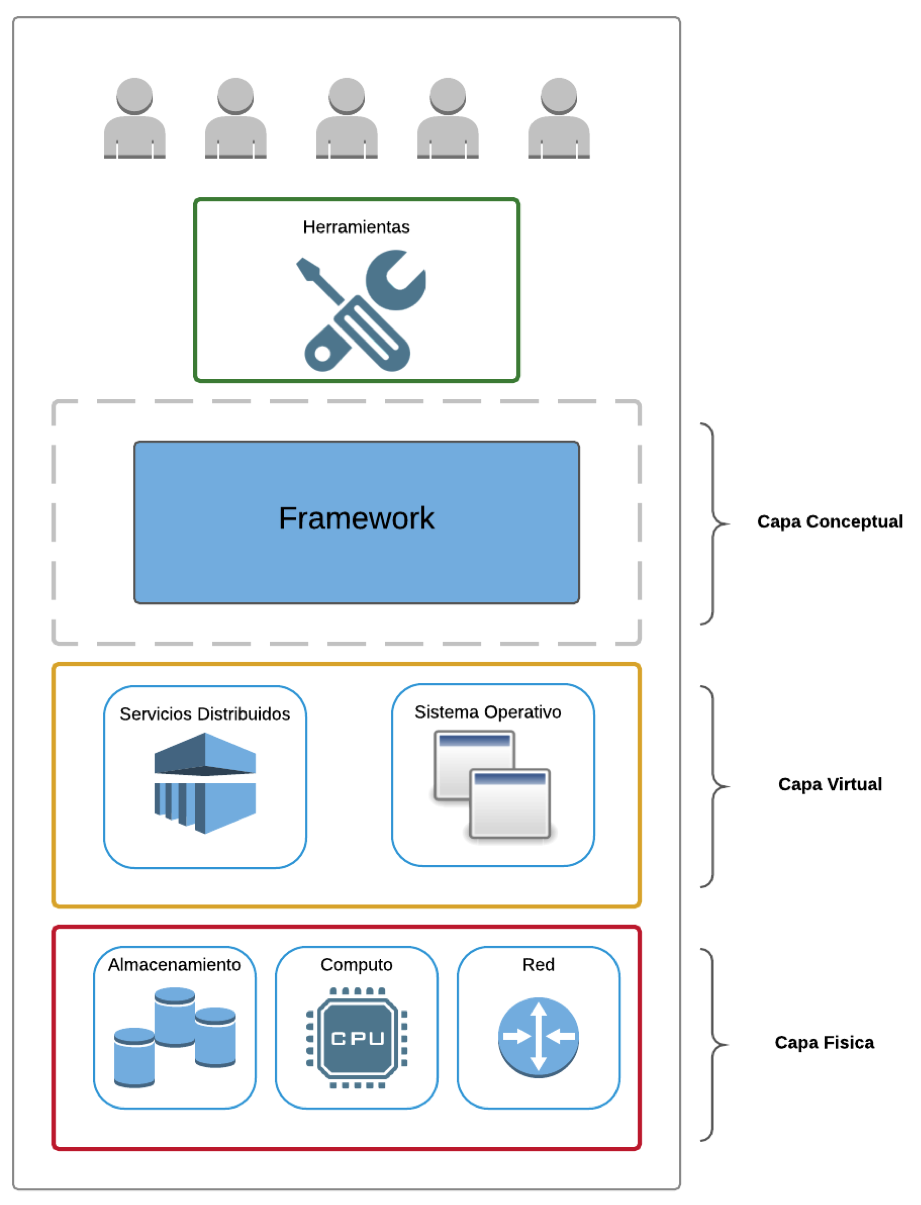 Herramientas
Framework
Capa Conceptual
Servicios Distribuidos
Sistema Operativo
Capa Virtual
Almacenamiento
Computo
Red
CPU
Capa Fisica